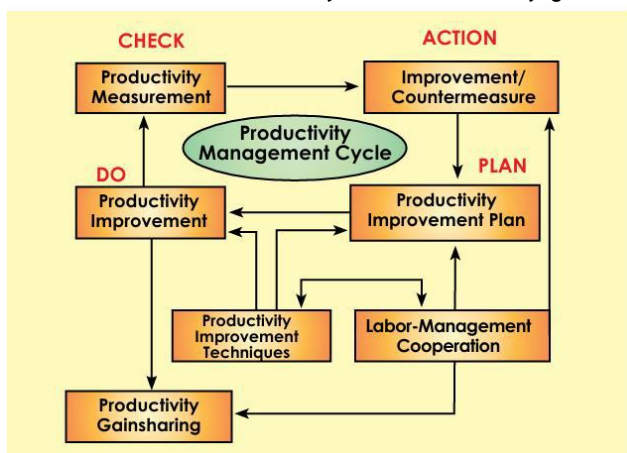 CHECK
ACTION
Productivity
Measurement
Improvement/
Countermeasure
Productivity
Management Cycle
DO
PLAN
Productivity
Improvement
Productivity
Improvement Plan
Productivity
Improvement
Techniques
Labor-Management
Cooperation
Productivity
Gainsharing